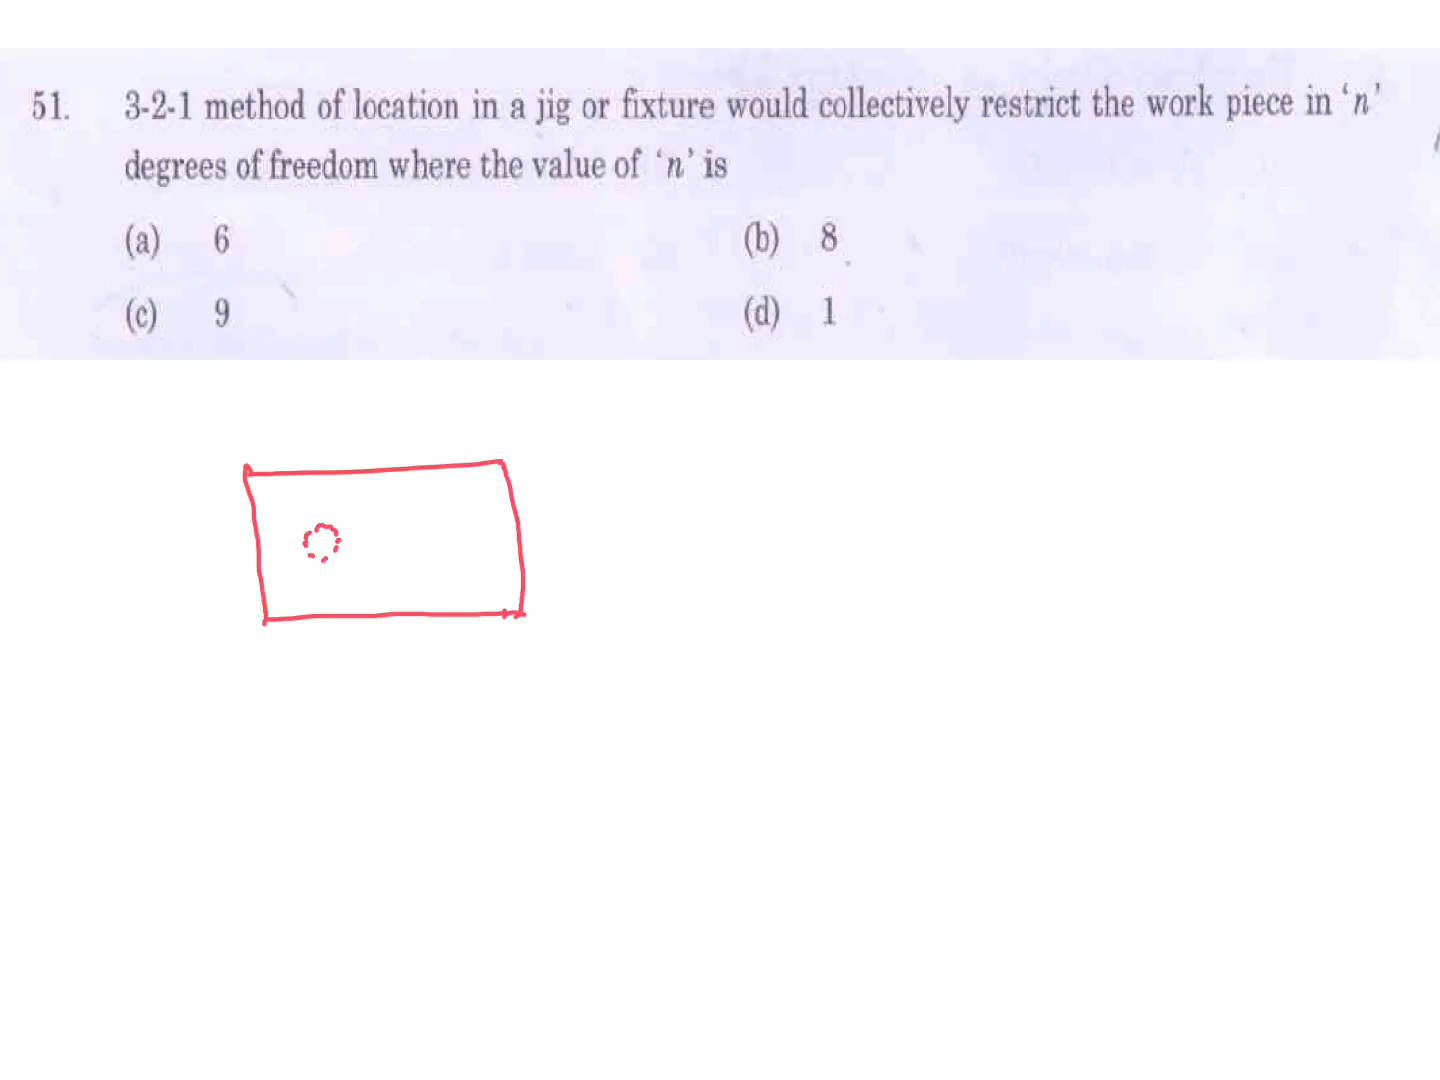 51. 3-2-1 method of location in a jig or fixture would collectively restrict the work piece in ‘n’
degrees of freedom where the value of ‘n’ is
(a) 6 (b) 8
(c) 9 (d) 1